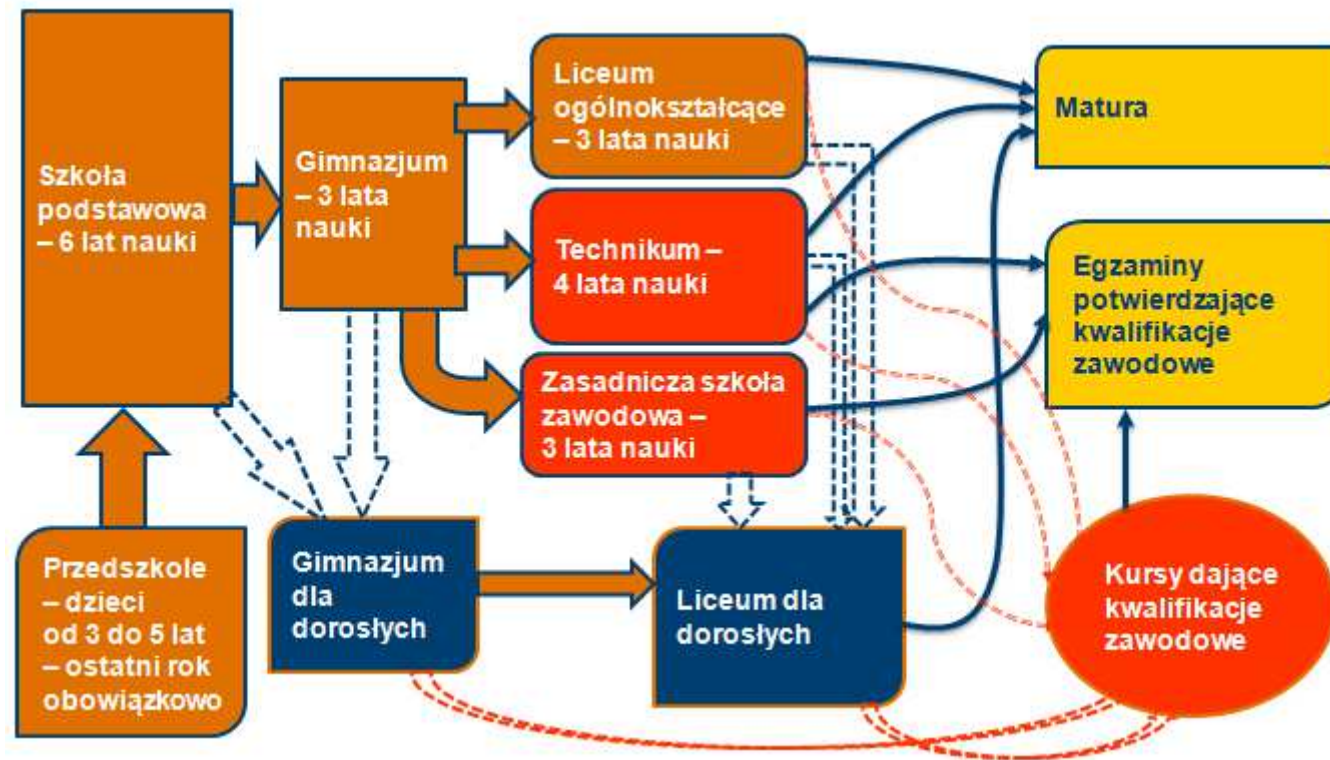 Szkoła
podstawowa
– 6 lat nauki
Gimnazjum
– 3 lata
nauki
Liceum
ogólnokształcące
– 3 lata nauki
Technikum –
4 lata nauki
Zasadnicza szkoła
zawodowa –
3 lata nauki
Matura
Egzaminy
potwierdzające
kwalifikacje
zawodowe
Przedszkole
– dzieci
od 3 do 5 lat
– ostatni rok
obowiązkowo
Gimnazjum
dla
dorosłych
Liceum dla
dorosłych
Kursy dające
kwalifikacje
zawodowe